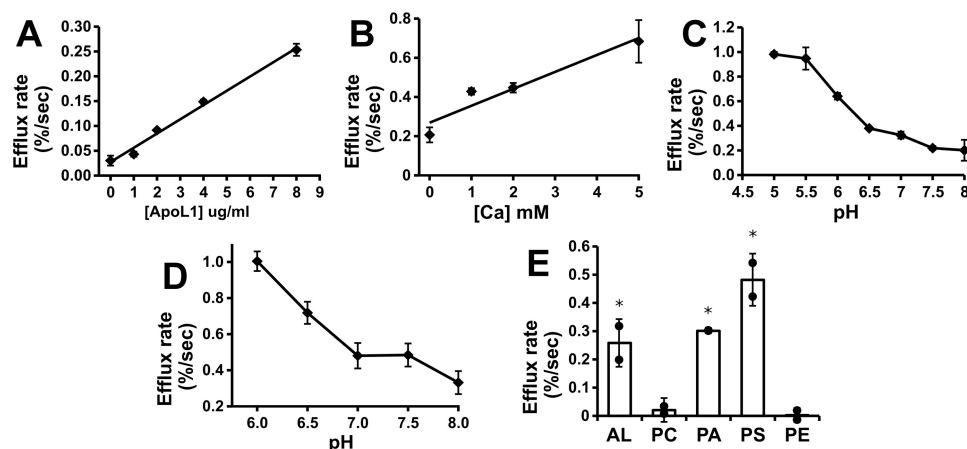 A
Efflux rate
(%/sec)
0.30
0.25
0.20
0.15
0.10
0.05
0.00
0 1 2 3 4 5 6 7 8 9
[ApoL1] ug/ml
B
Efflux rate
(%/sec)
0.8
0.6
0.4
0.2
0
0 1 2 3 4 5
[Ca] mM
C
Efflux rate
(%/sec)
1.2
1.0
0.8
0.6
0.4
0.2
0
4.5 5 5.5 6 6.5 7 7.5 8
pH
D
Efflux rate
(%/sec)
1.0
0.8
0.6
0.4
0.2
6.0 6.5 7.0 7.5 8.0
pH
E
Efflux rate
(%/sec)
0.6
0.5
0.4
0.3
0.2
0.1
0
* * *
AL PC PA PS PE